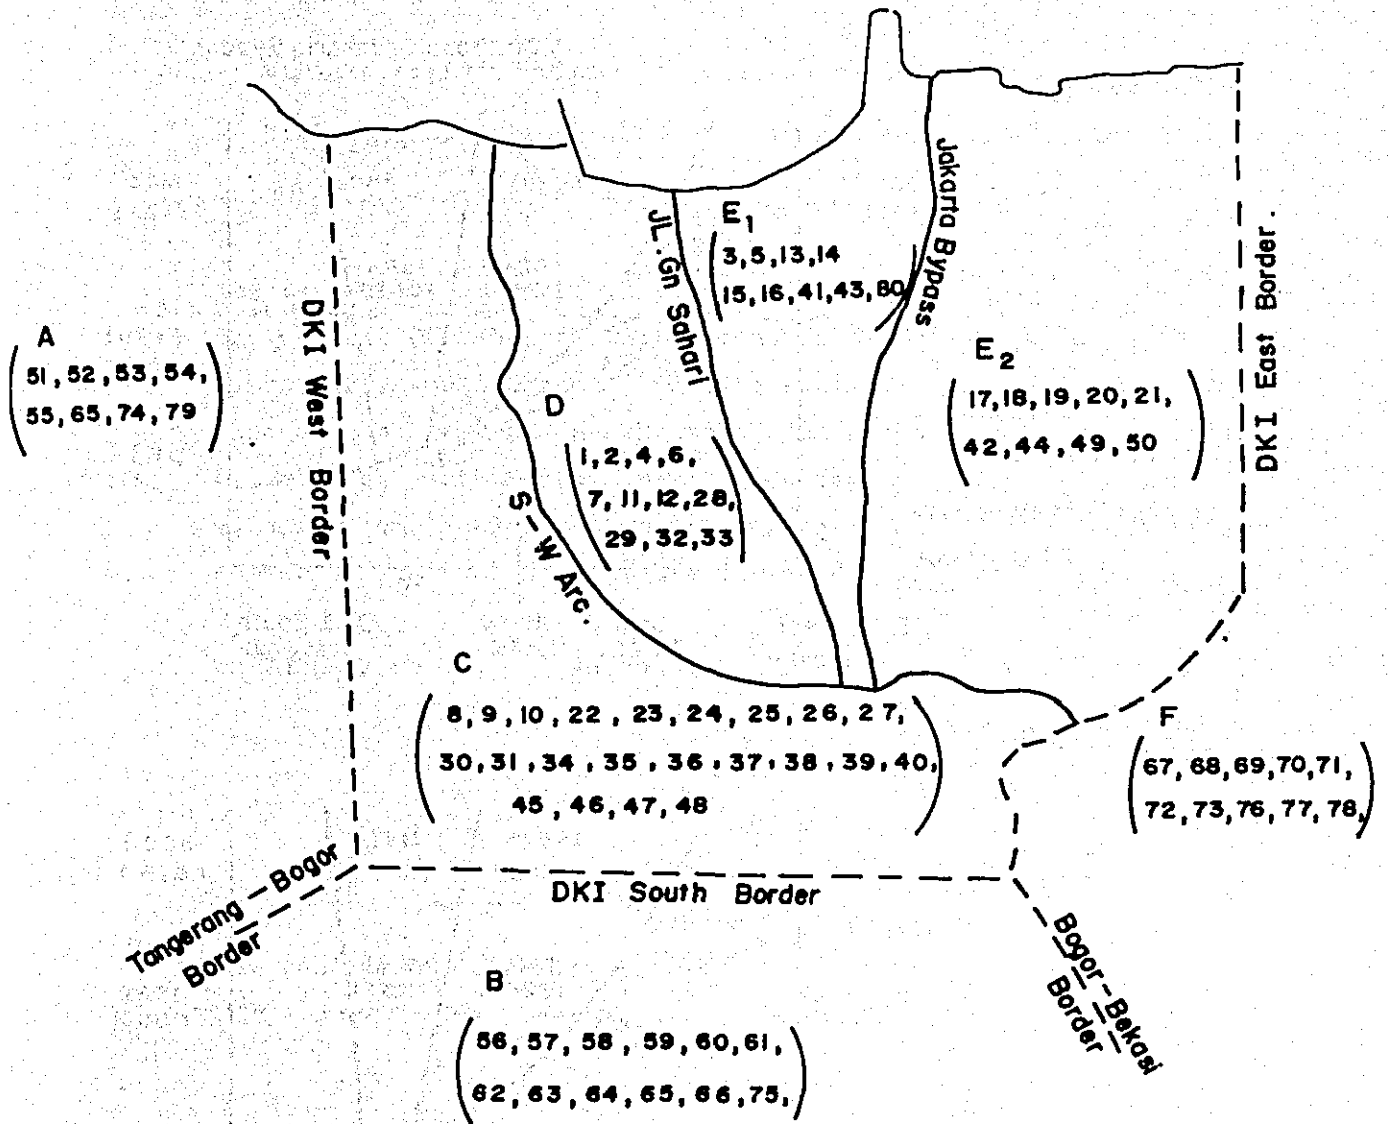 Jakarta Bypass
JL. Gn Sahari
E1
3,5,13,14
15,16,41,43,80
DKI West Border
DKI East Border.
A
51,52,53,54,
55,65,74,79
E2
17,18,19,20,21,
42,44,49,50
D
1,2,4,6,
7,11,12,28,
29,32,33
S-W Arc.
C
8,9,10,22,23,24,25,26,27,
30,31,34,35,36,37,38,39,40,
45,46,47,48
F
67,68,69,70,71,
72,73,76,77,78,
DKI South Border
Tangerang - Bogor
Border
Bogor - Bekasi
Border
B
56,57,58,59,60,61,
62,63,64,65,66,75,